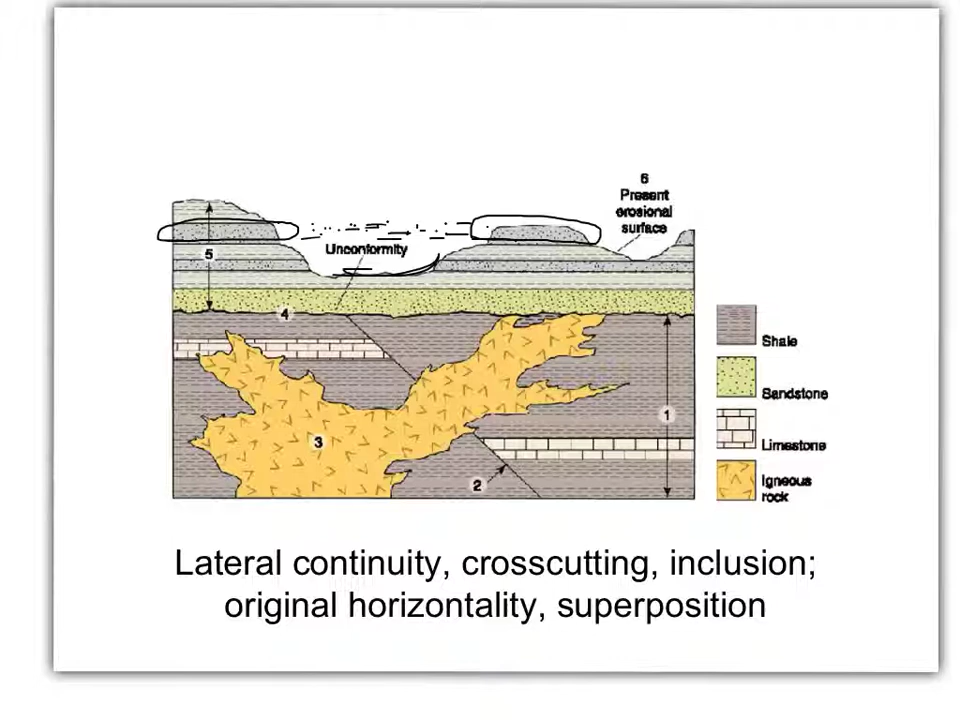 6
Present
erosional
surface
Unconformity
5
4
Shale
Sandstone
1
Limestone
3
2
Igneous
rock
Lateral continuity, crosscutting, inclusion;
original horizontality, superposition